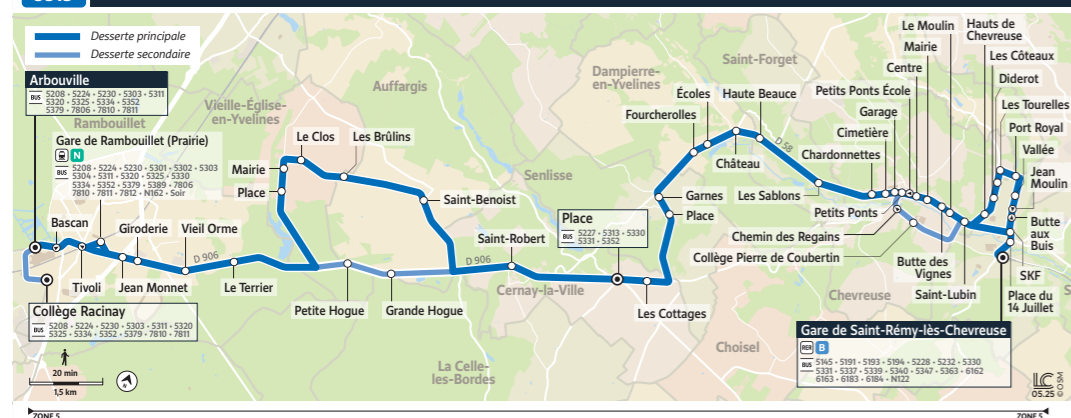 Desserte principale
Desserte secondaire
Arbouville
BUS
5208 • 5224 • 5230 • 5303 • 5311
5320 • 5325 • 5334 • 5352
5379 • 7806 • 7810 • 7811
Rambouillet
Gare de Rambouillet (Prairie)
N
BUS
5208 • 5224 • 5230 • 5301 • 5302 • 5303
5304 • 5311 • 5320 • 5325 • 5330
5334 • 5352 • 5379 • 5389 • 7806
7810 • 7811 • 7812 • N162 • Soir
Bascan
Giroderie
Vieil Orme
D 906
Tivoli
Jean Monnet
Le Terrier
Collège Racinay
BUS
5208 • 5224 • 5230 • 5303 • 5311 • 5320
5325 • 5334 • 5352 • 5379 • 7810 • 7811
20 min
1,5 km
N
Vieille-Église-
en-Yvelines
Auffargis
Le Clos
Les Brûlins
Mairie
Place
Saint-Benoist
Petite Hogue
Grande Hogue
D 906
Saint-Robert
Senlisse
Cernay-la-Ville
Place
BUS
5227 • 5313 • 5330
5331 • 5352
Les Cottages
La Celle-
les-Bordes
Dampierre-
en-Yvelines
Saint-Forget
Fourcherolles
Écoles
Haute Beauce
Château
D 58
Garnes
Place
Les Sablons
Chardonnettes
Cimetière
Garage
Petits Ponts École
Centre
Mairie
Le Moulin
Hauts de
Chevreuse
Les Côteaux
Diderot
Les Tourelles
Port Royal
Vallée
Jean
Moulin
Butte
aux
Buis
SKF
Place du
14 Juillet
Petits Ponts
Chemin des Regains
Collège Pierre de Coubertin
Butte des
Vignes
Saint-Lubin
Chevreuse
Choisel
Gare de Saint-Rémy-lès-Chevreuse
RER B
BUS
5145 • 5191 • 5193 • 5194 • 5228 • 5232 • 5330
5331 • 5337 • 5339 • 5340 • 5347 • 5363 • 6162
6163 • 6183 • 6184 • N122
LC
05.25 © OSM
ZONE 5
ZONE 5